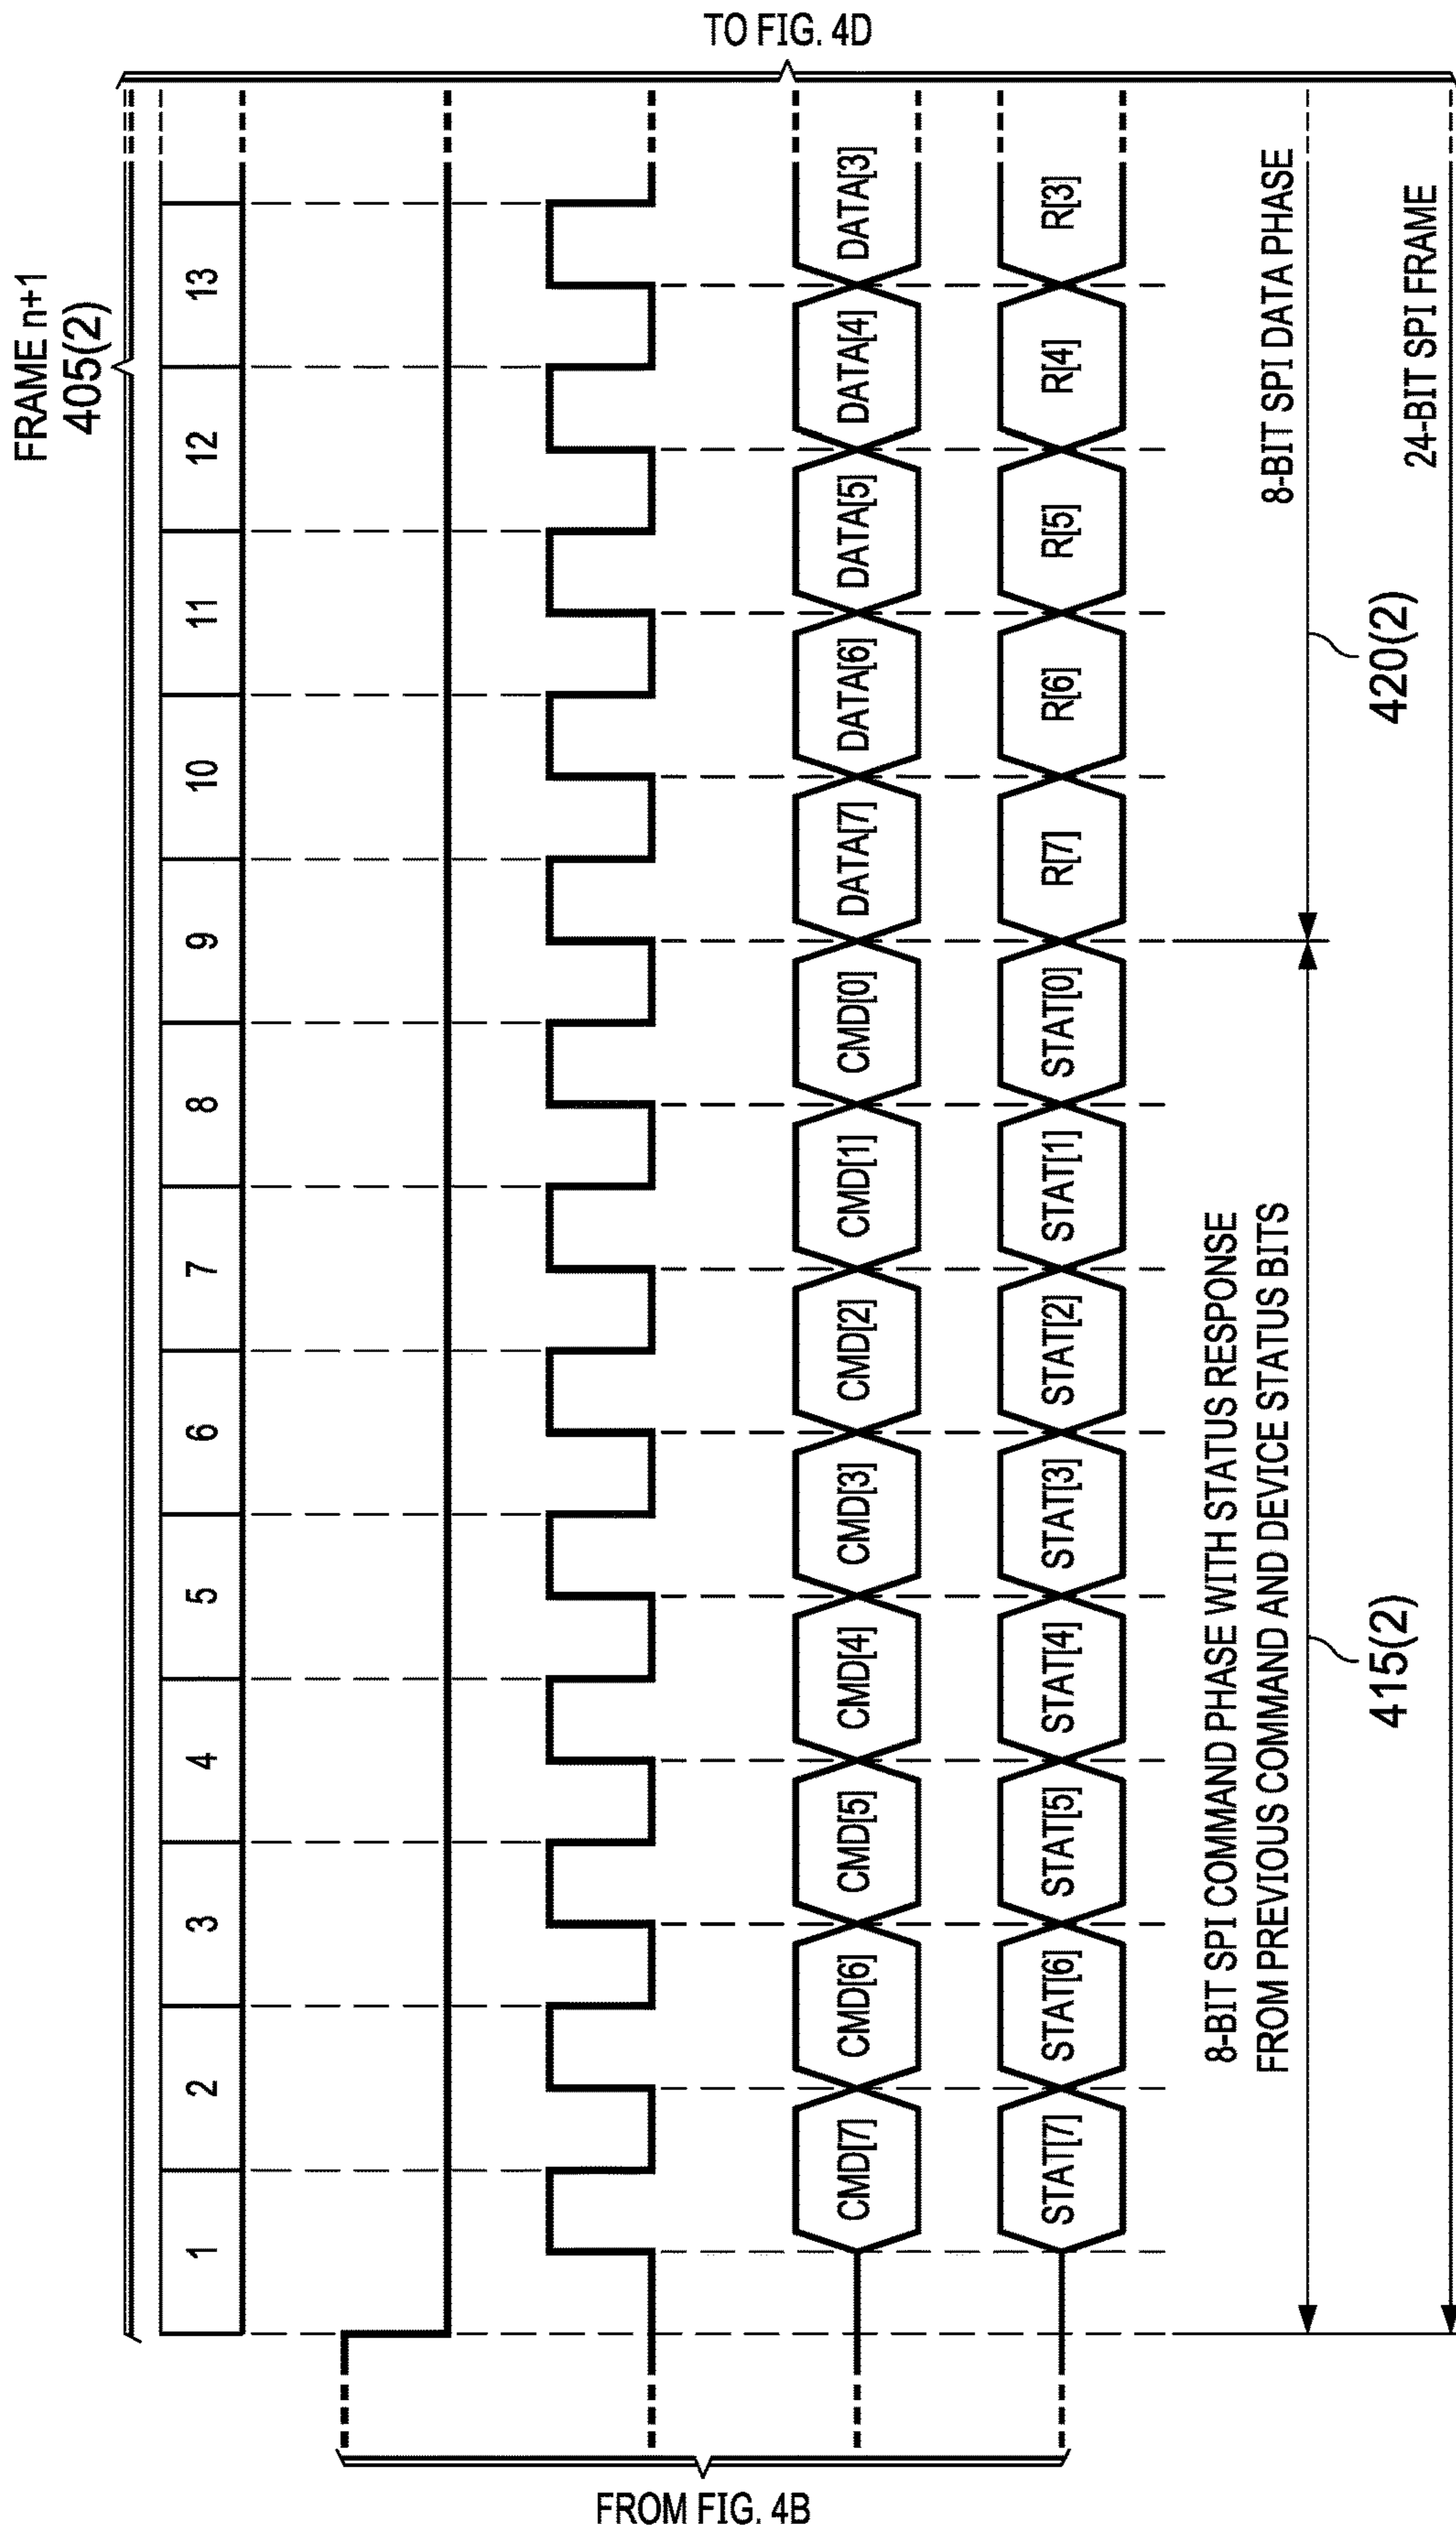 TO FIG. 4D
FRAME n+1
405(2)
1 2 3 4 5 6 7 8 9 10 11 12 13
CMD[7] CMD[6] CMD[5] CMD[4] CMD[3] CMD[2] CMD[1] CMD[0] DATA[7] DATA[6] DATA[5] DATA[4] DATA[3]
STAT[7] STAT[6] STAT[5] STAT[4] STAT[3] STAT[2] STAT[1] STAT[0] R[7] R[6] R[5] R[4] R[3]
8-BIT SPI COMMAND PHASE WITH STATUS RESPONSE
FROM PREVIOUS COMMAND AND DEVICE STATUS BITS
415(2)
8-BIT SPI DATA PHASE
420(2)
24-BIT SPI FRAME
FROM FIG. 4B